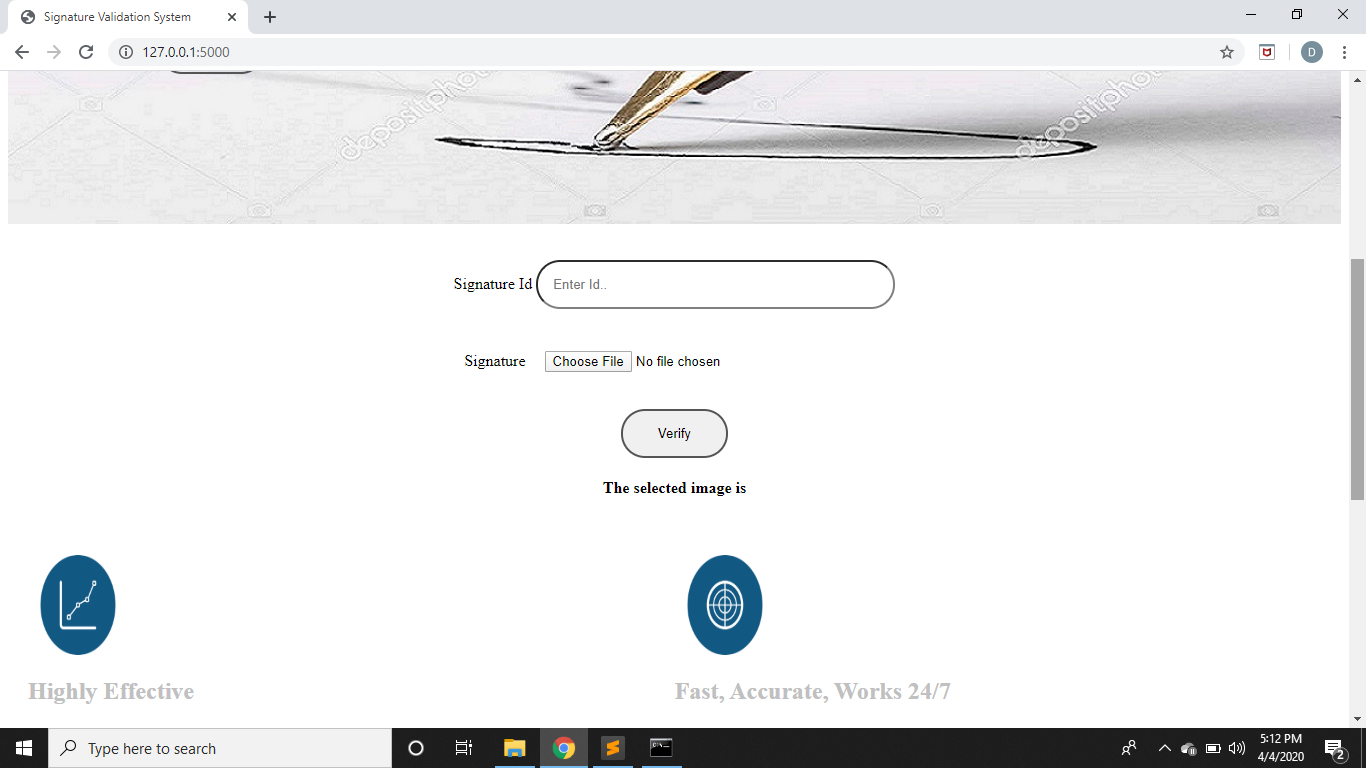 Signature Validation System
127.0.0.1:5000
D
depositphoto
depositpho
Signature Id Enter Id..
Signature Choose File No file chosen
Verify
The selected image is
Highly Effective
Fast, Accurate, Works 24/7
Type here to search
5:12 PM
4/4/2020
2